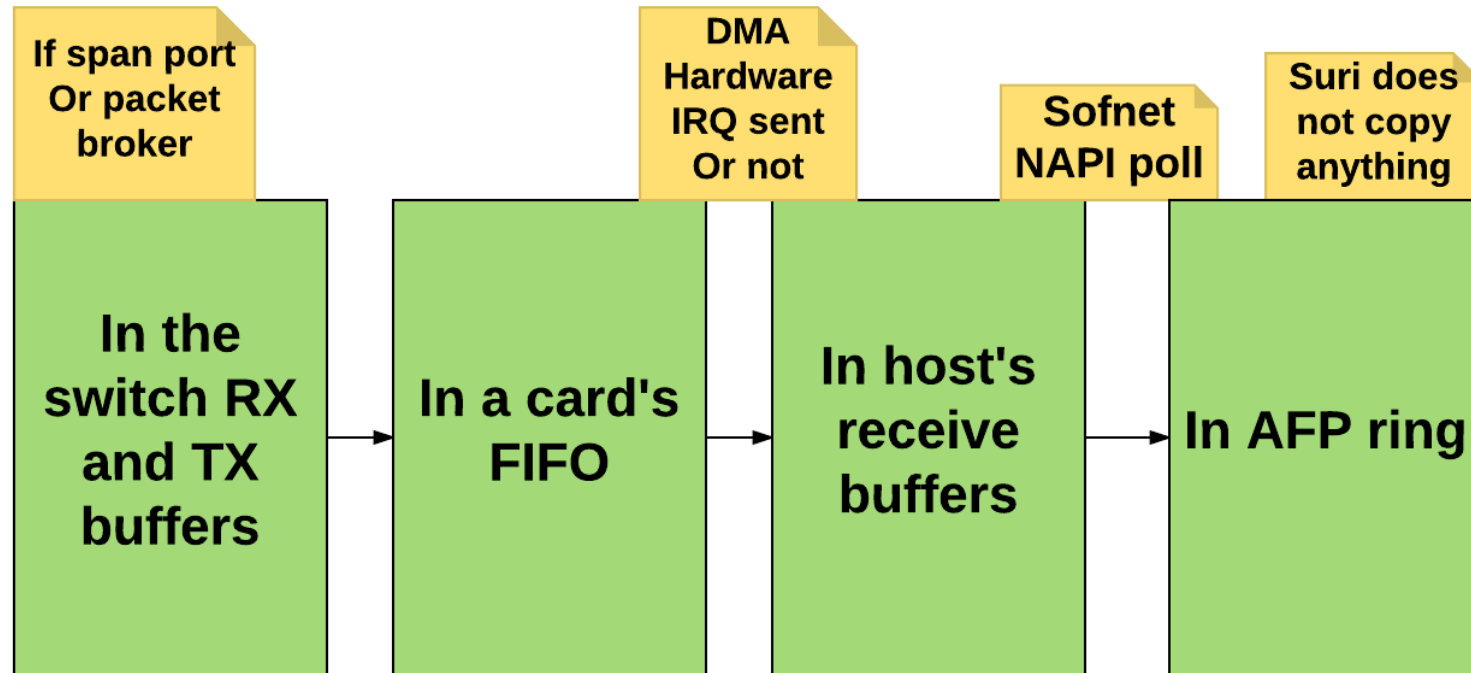 If span port
Or packet
broker
DMA
Hardware
IRQ sent
Or not
Sofnet
NAPI poll
Suri does
not copy
anything
In the
switch RX
and TX
buffers
In a card's
FIFO
In host's
receive
buffers
In AFP ring